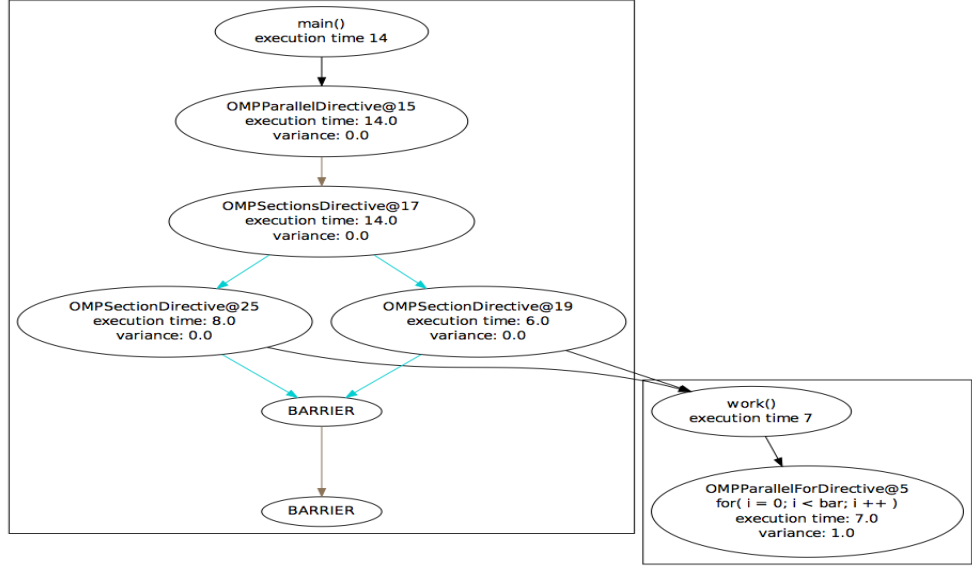 main()
execution time 14
OMPParallelDirective@15
execution time: 14.0
variance: 0.0
OMPSectionsDirective@17
execution time: 14.0
variance: 0.0
OMPSectionDirective@25
execution time: 8.0
variance: 0.0
OMPSectionDirective@19
execution time: 6.0
variance: 0.0
BARRIER
BARRIER
work()
execution time 7
OMPParallelForDirective@5
for( i = 0; i < bar; i ++ )
execution time: 7.0
variance: 1.0